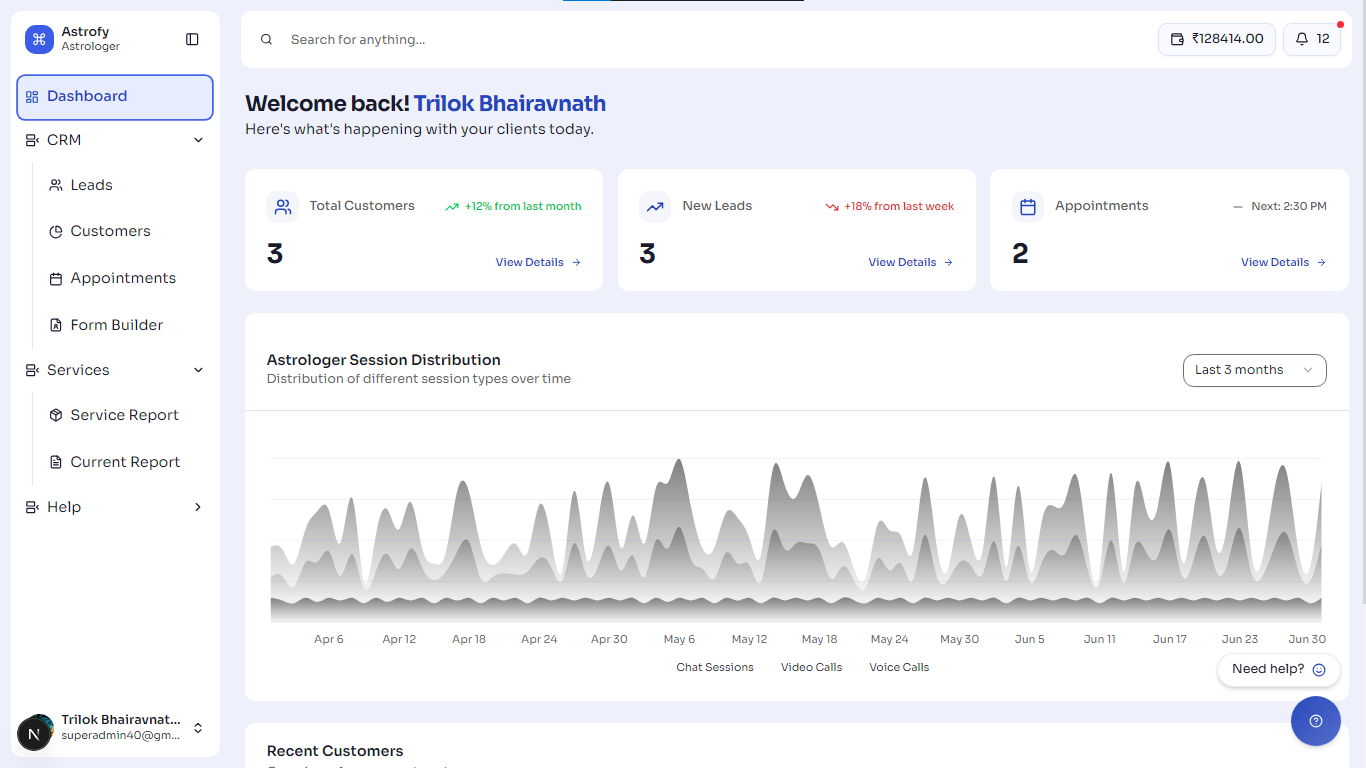 Astrofy
Astrologer
Search for anything...
₹128414.00
12
Dashboard
CRM
Leads
Customers
Appointments
Form Builder
Services
Service Report
Current Report
Help
Trilok Bhairavnat...
superadmin40@gm...
N
Welcome back! Trilok Bhairavnath
Here's what's happening with your clients today.
Total Customers
+12% from last month
3
View Details
New Leads
+18% from last week
3
View Details
Appointments
Next: 2:30 PM
2
View Details
Astrologer Session Distribution
Distribution of different session types over time
Last 3 months
Apr 6 Apr 12 Apr 18 Apr 24 Apr 30 May 6 May 12 May 18 May 24 May 30 Jun 5 Jun 11 Jun 17 Jun 23 Jun 30
Chat Sessions Video Calls Voice Calls
Need help?
Recent Customers